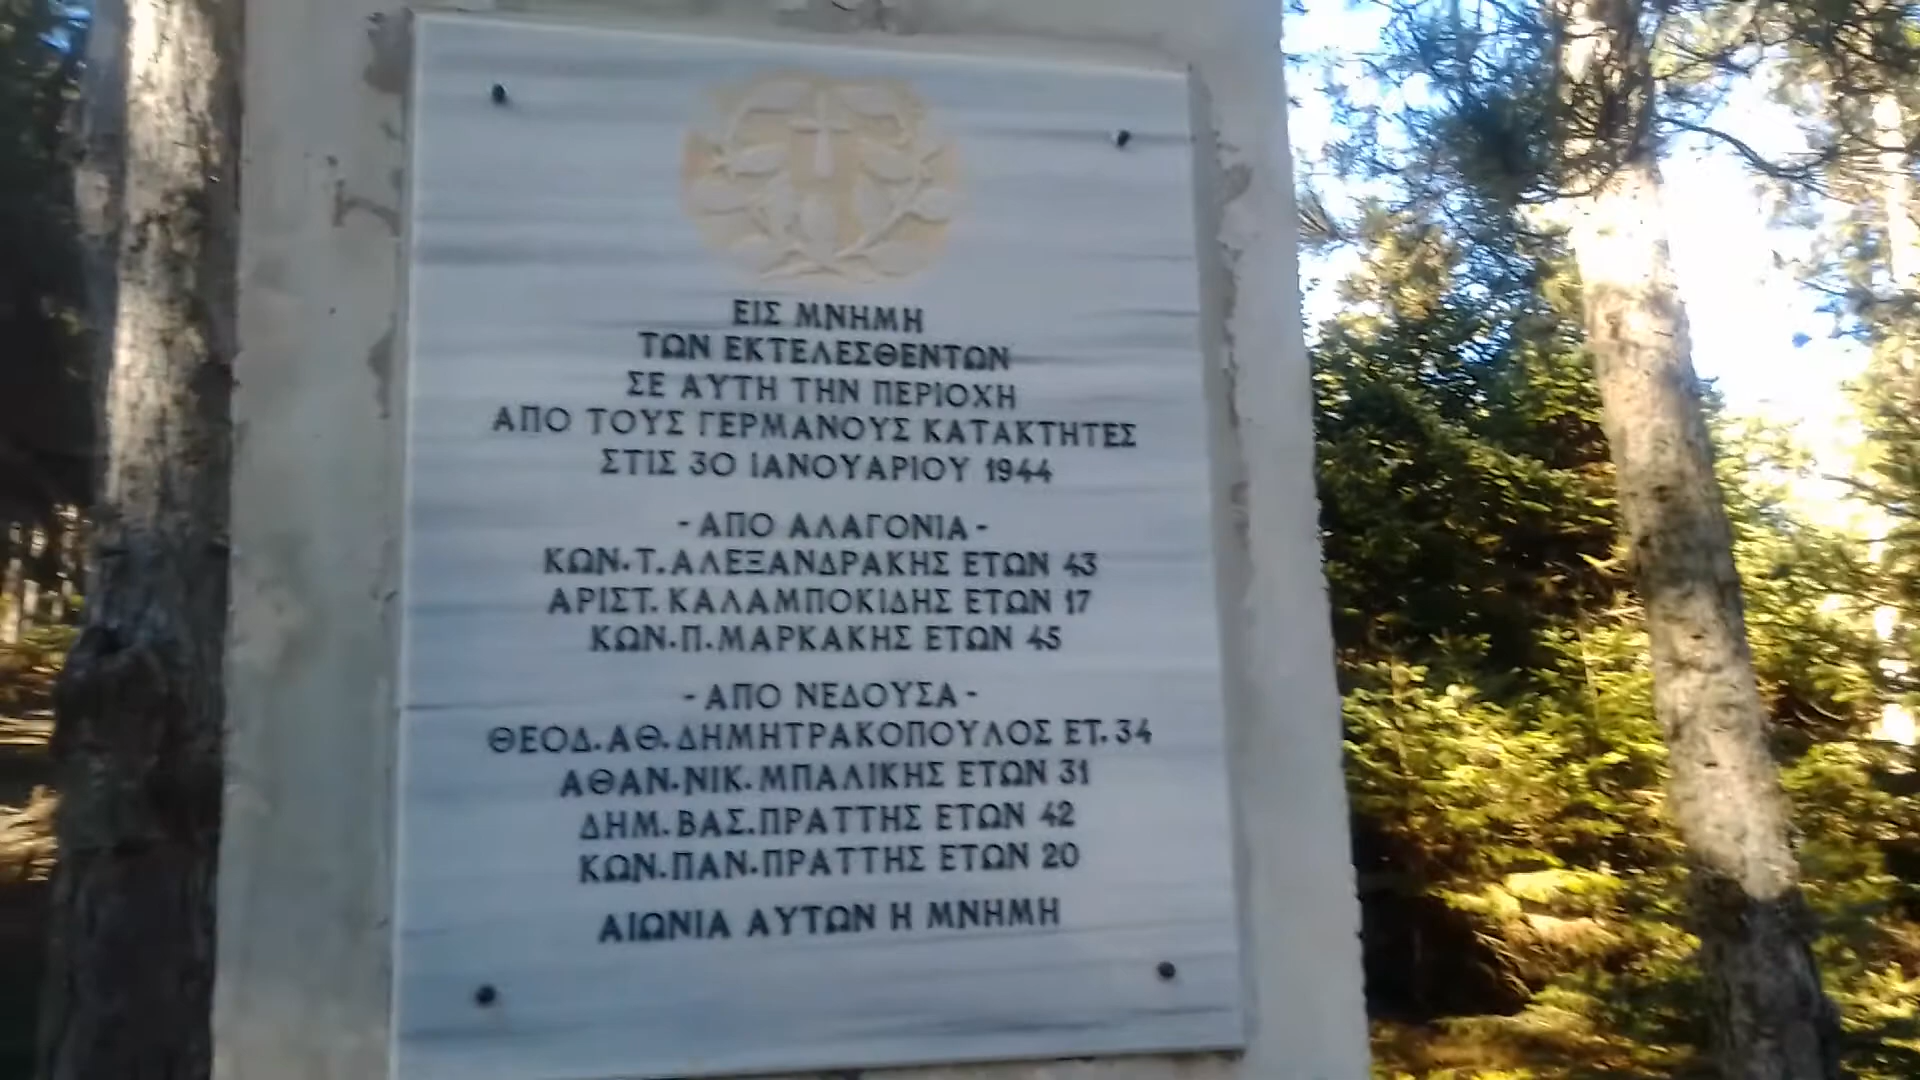 ΕΙΣ ΜΝΗΜΗ
ΤΩΝ ΕΚΤΕΛΕΣΘΕΝΤΩΝ
ΣΕ ΑΥΤΗ ΤΗΝ ΠΕΡΙΟΧΗ
ΑΠΟ ΤΟΥΣ ΓΕΡΜΑΝΟΥΣ ΚΑΤΑΚΤΗΤΕΣ
ΣΤΙΣ 30 ΙΑΝΟΥΑΡΙΟΥ 1944
- ΑΠΟ ΑΛΑΓΟΝΙΑ -
ΚΩΝ. Τ. ΑΛΕΞΑΝΔΡΑΚΗΣ ΕΤΩΝ 43
ΑΡΙΣΤ. ΚΑΛΑΜΠΟΚΙΔΗΣ ΕΤΩΝ 17
ΚΩΝ. Π. ΜΑΡΚΑΚΗΣ ΕΤΩΝ 45
- ΑΠΟ ΝΕΔΟΥΣΑ -
ΘΕΟΔ. ΑΘ. ΔΗΜΗΤΡΑΚΟΠΟΥΛΟΣ ΕΤ. 34
ΑΘΑΝ. ΝΙΚ. ΜΠΑΛΙΚΗΣ ΕΤΩΝ 31
ΔΗΜ. ΒΑΣ. ΠΡΑΤΤΗΣ ΕΤΩΝ 42
ΚΩΝ. ΠΑΝ. ΠΡΑΤΤΗΣ ΕΤΩΝ 20
ΑΙΩΝΙΑ ΑΥΤΩΝ Η ΜΝΗΜΗ